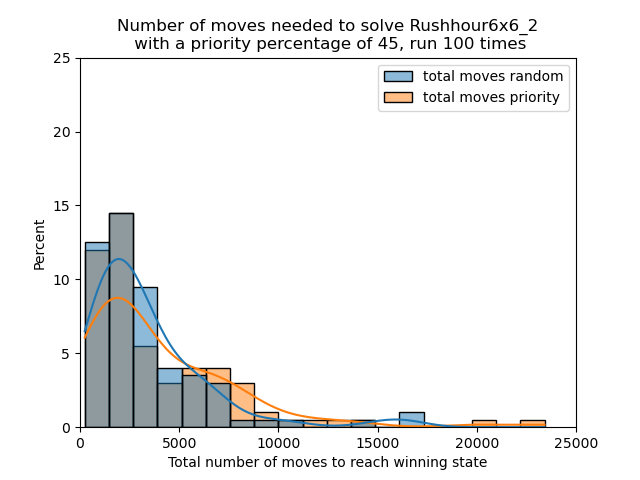 Number of moves needed to solve Rushhour6x6_2
with a priority percentage of 45, run 100 times
total moves random
total moves priority
Percent
25
20
15
10
5
0
0 5000 10000 15000 20000 25000
Total number of moves to reach winning state